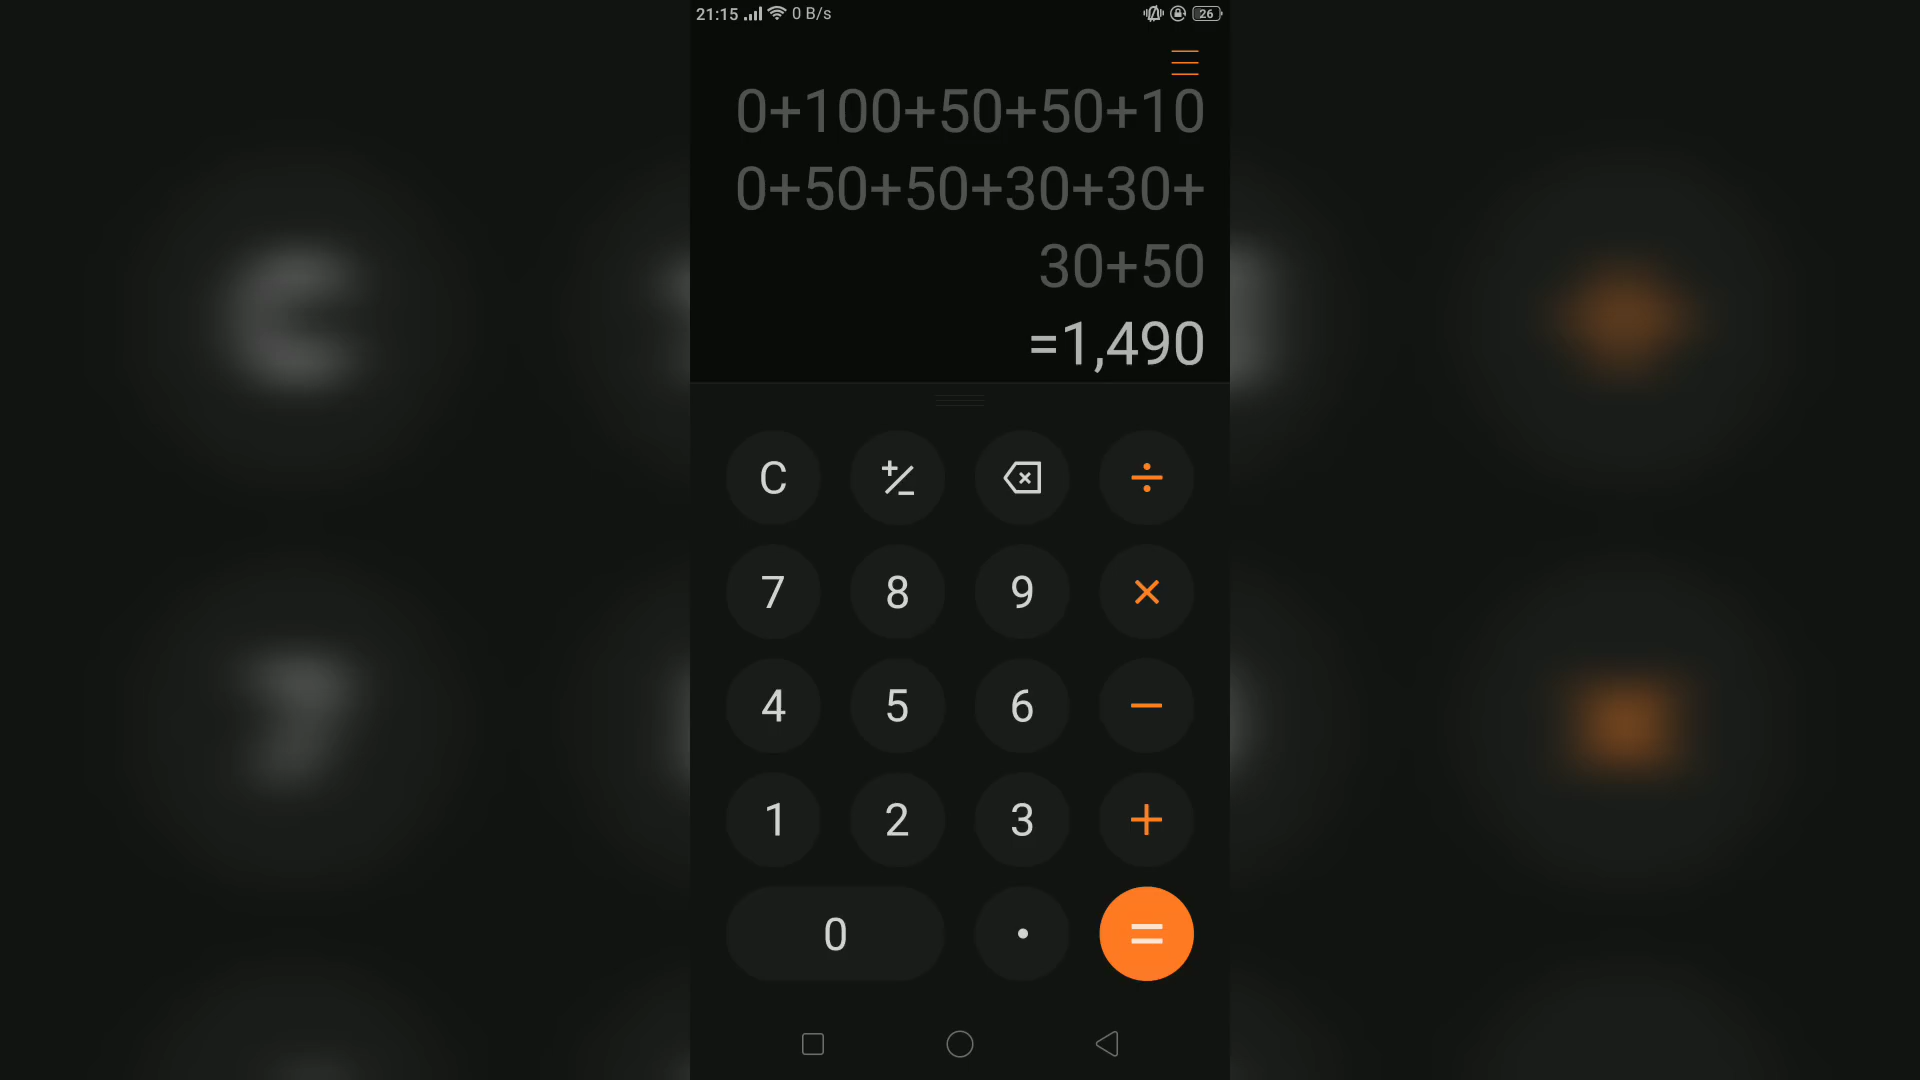 21:15 0 B/s 26
0+100+50+50+10
0+50+50+30+30+
30+50
=1,490
C +/− ÷
7 8 9 ×
4 5 6 −
1 2 3 +
0 . =